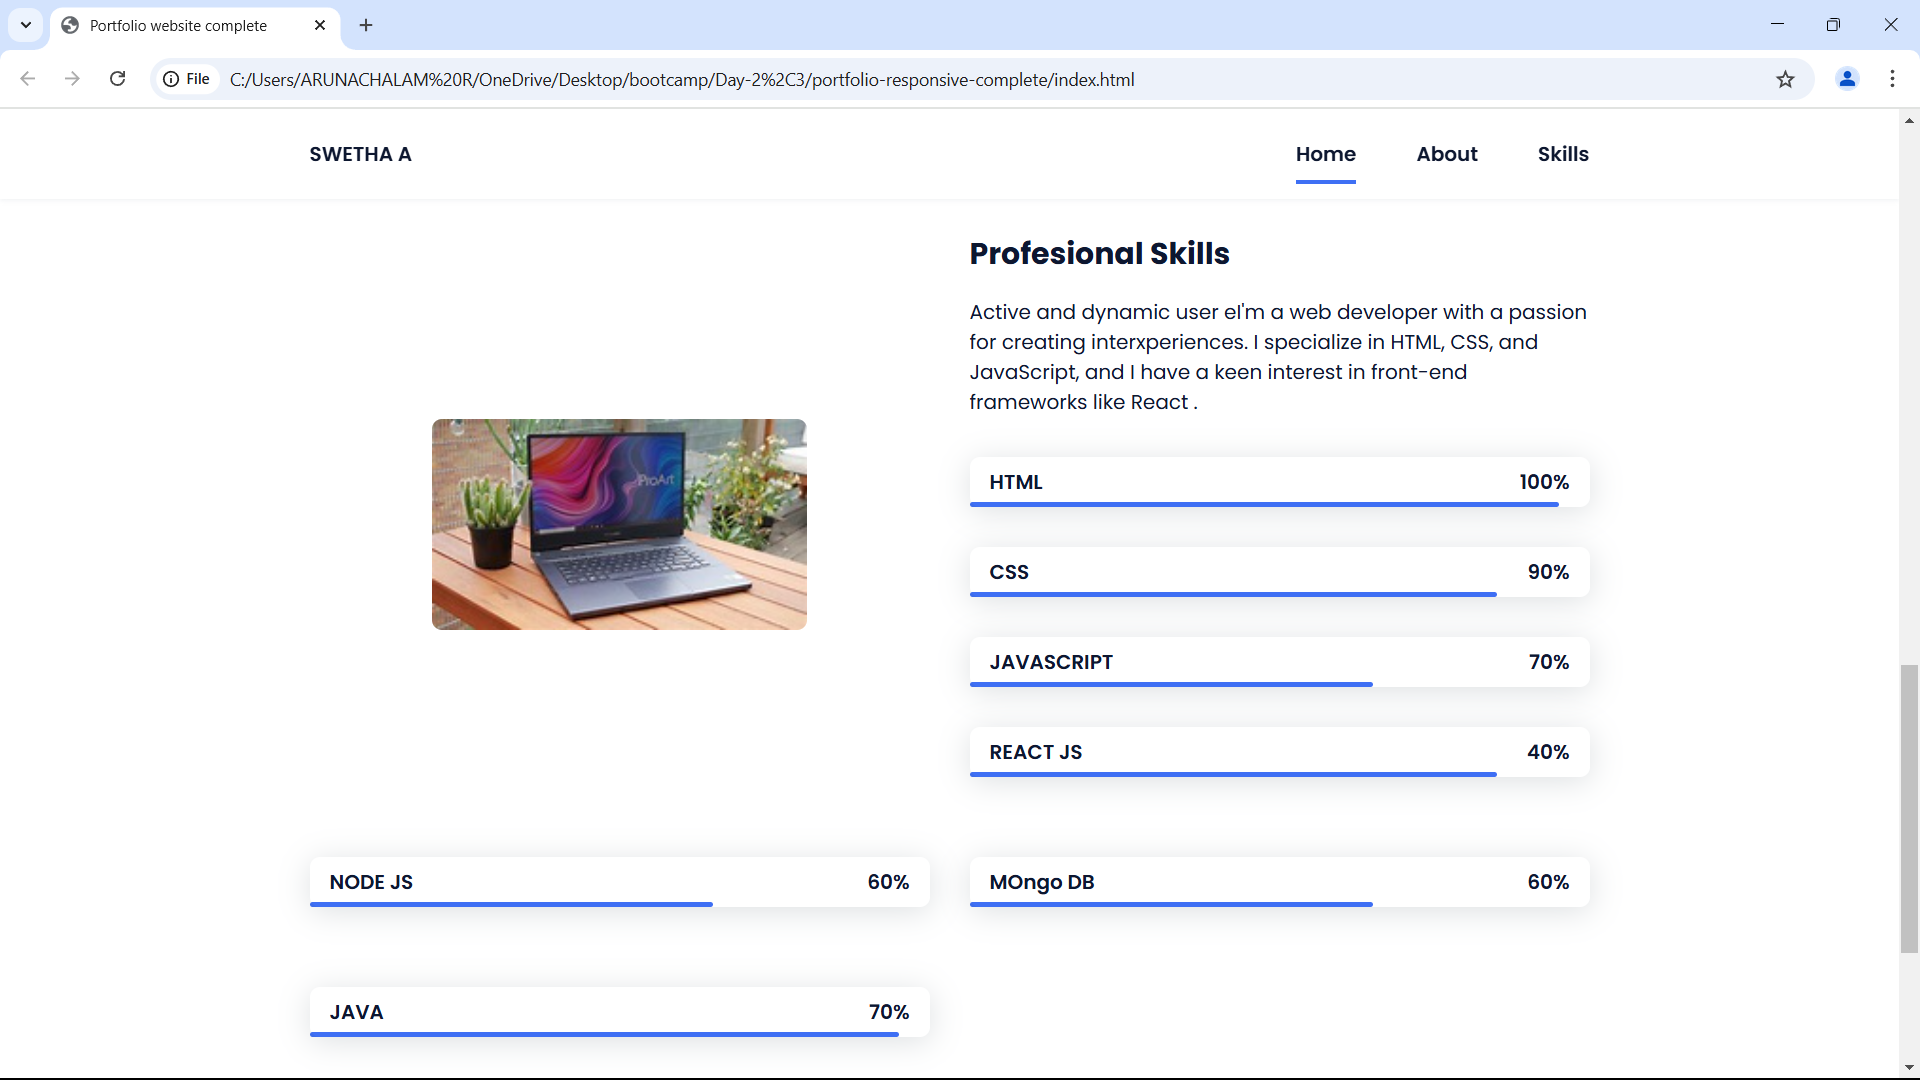 Portfolio website complete
File
C:/Users/ARUNACHALAM%20R/OneDrive/Desktop/bootcamp/Day-2%2C3/portfolio-responsive-complete/index.html
SWETHA A
Home
About
Skills
Profesional Skills
Active and dynamic user eI'm a web developer with a passion
for creating interxperiences. I specialize in HTML, CSS, and
JavaScript, and I have a keen interest in front-end
frameworks like React .
ProArt
HTML 100%
CSS 90%
JAVASCRIPT 70%
REACT JS 40%
NODE JS 60%
MOngo DB 60%
JAVA 70%